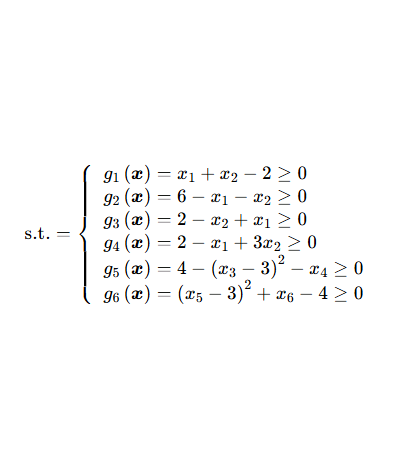 s.t. = {
g₁(x) = x₁ + x₂ − 2 ≥ 0
g₂(x) = 6 − x₁ − x₂ ≥ 0
g₃(x) = 2 − x₂ + x₁ ≥ 0
g₄(x) = 2 − x₁ + 3x₂ ≥ 0
g₅(x) = 4 − (x₃ − 3)² − x₄ ≥ 0
g₆(x) = (x₅ − 3)² + x₆ − 4 ≥ 0